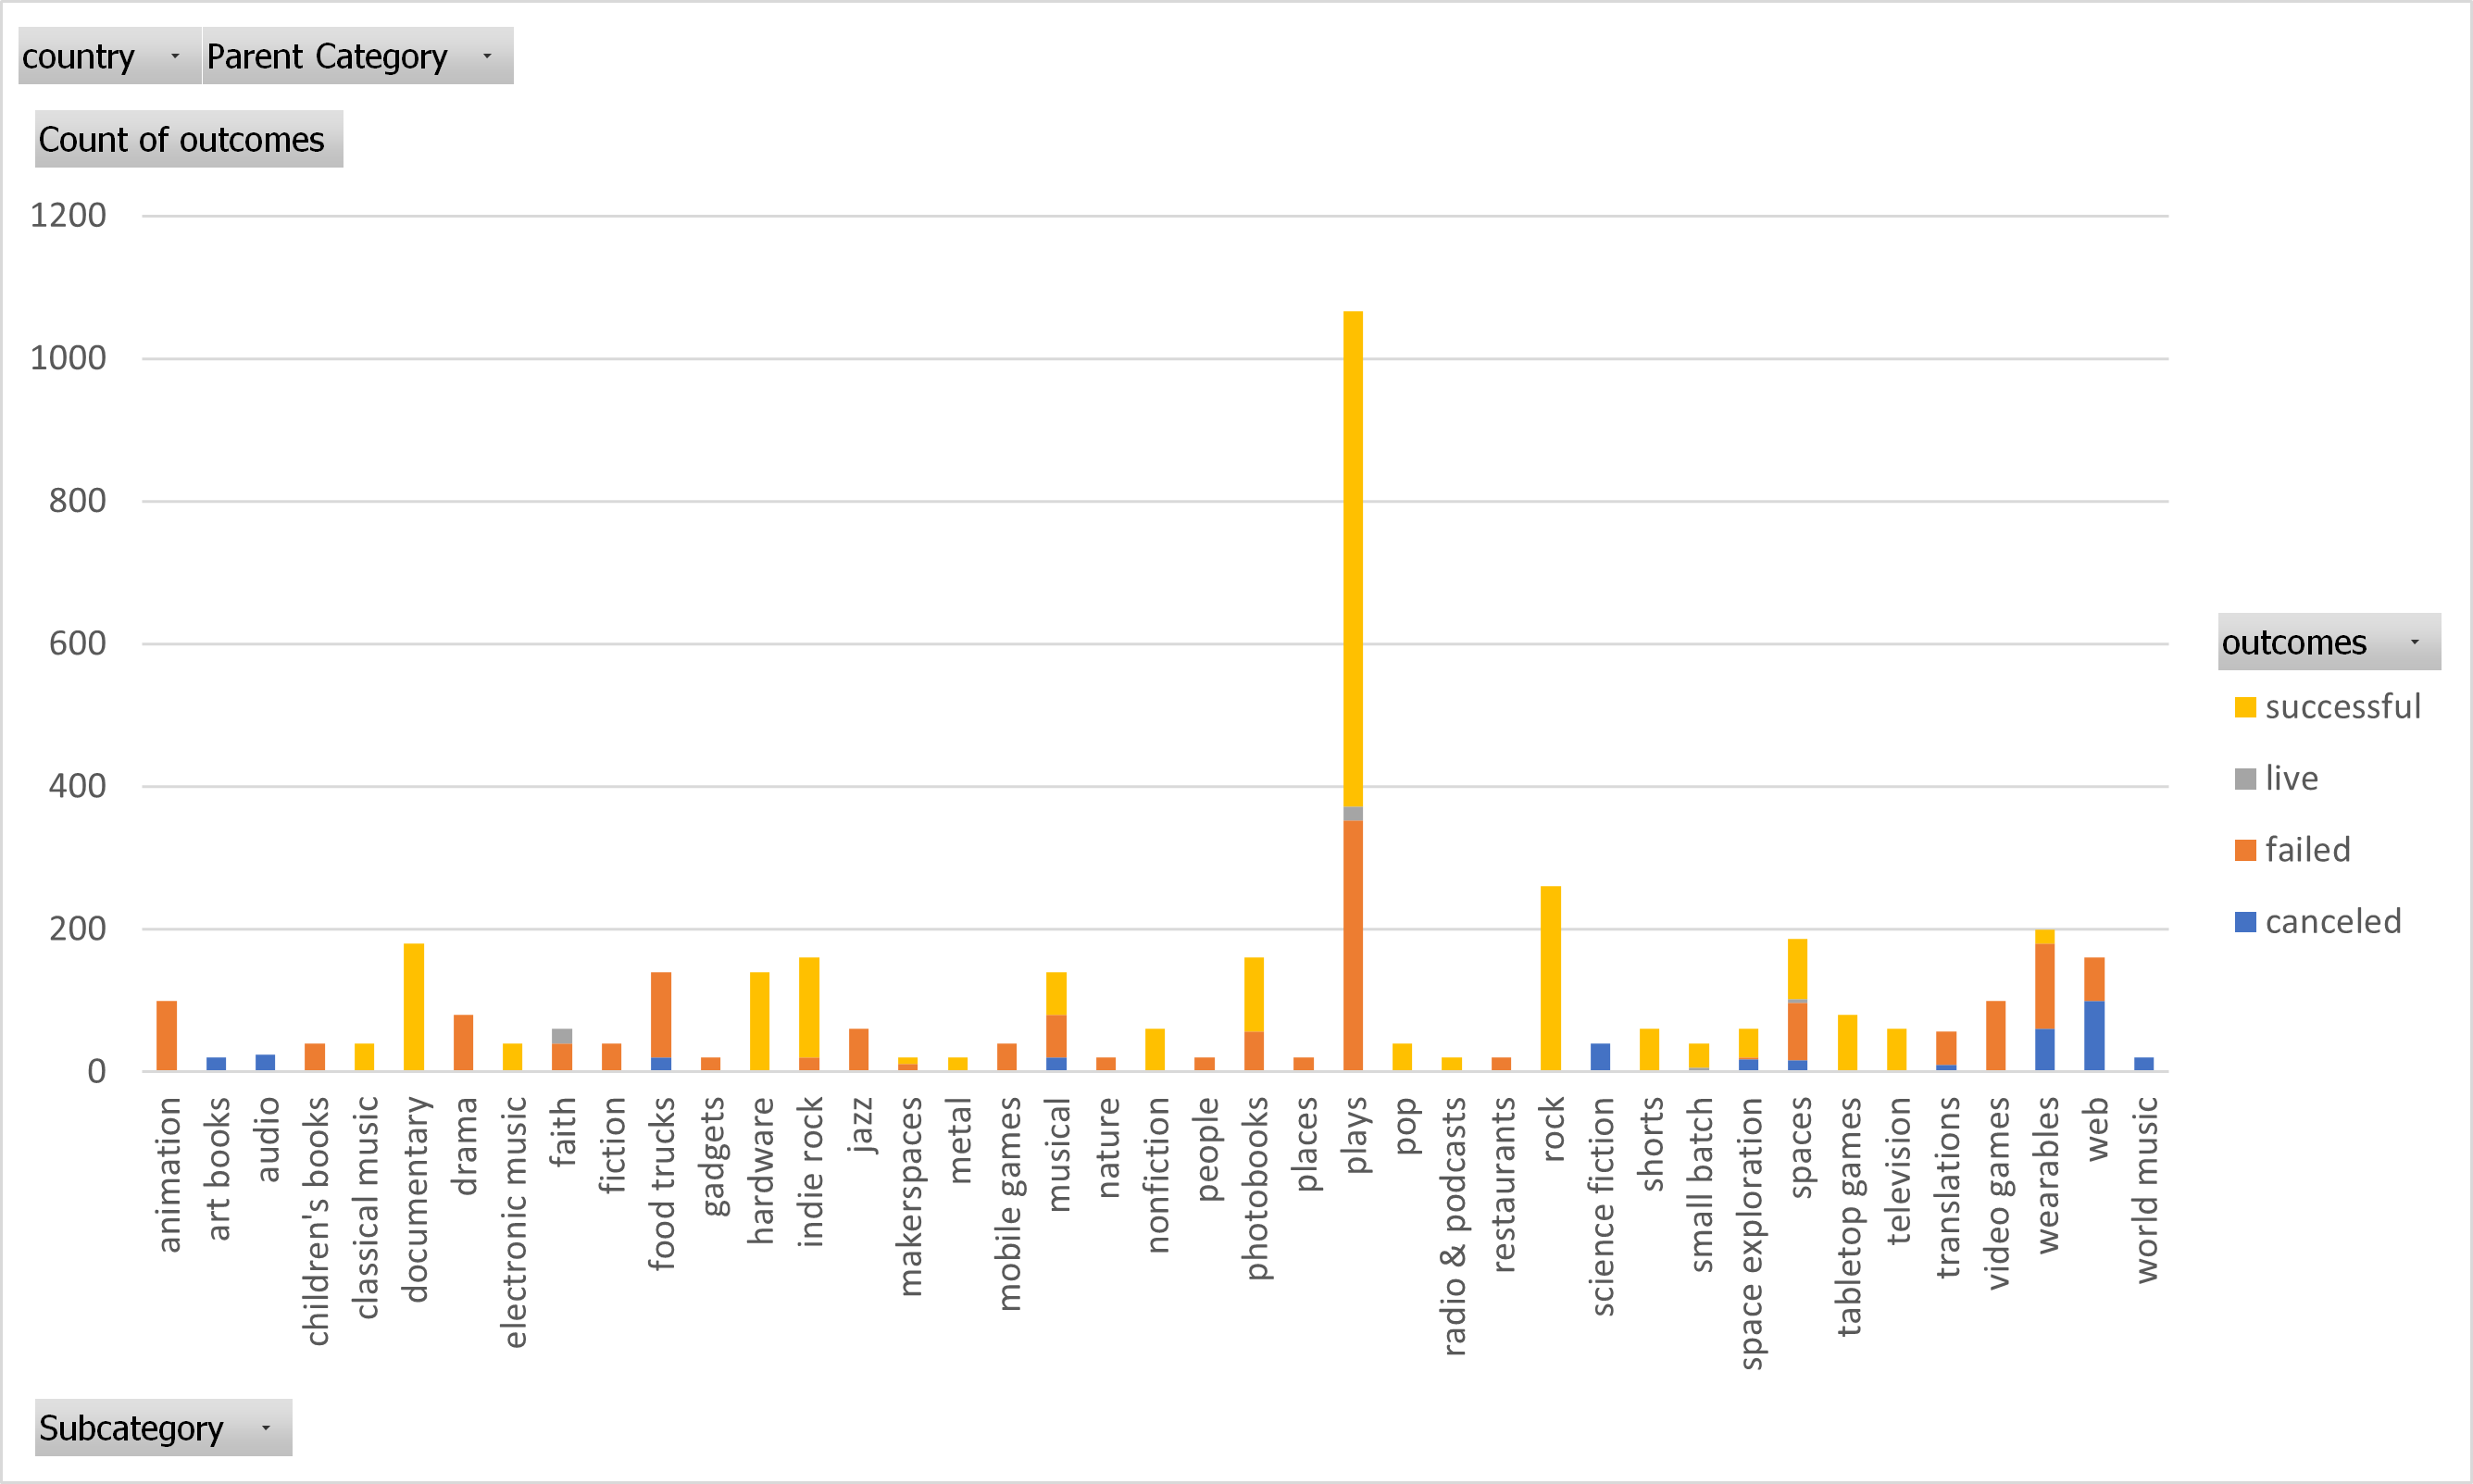 country
Parent Category
Count of outcomes
1200
1000
800
600
400
200
0
outcomes
successful
live
failed
canceled
animation
art books
audio
children's books
classical music
documentary
drama
electronic music
faith
fiction
food trucks
gadgets
hardware
indie rock
jazz
makerspaces
metal
mobile games
musical
nature
nonfiction
people
photobooks
places
plays
pop
radio & podcasts
restaurants
rock
science fiction
shorts
small batch
space exploration
spaces
tabletop games
television
translations
video games
wearables
web
world music
Subcategory